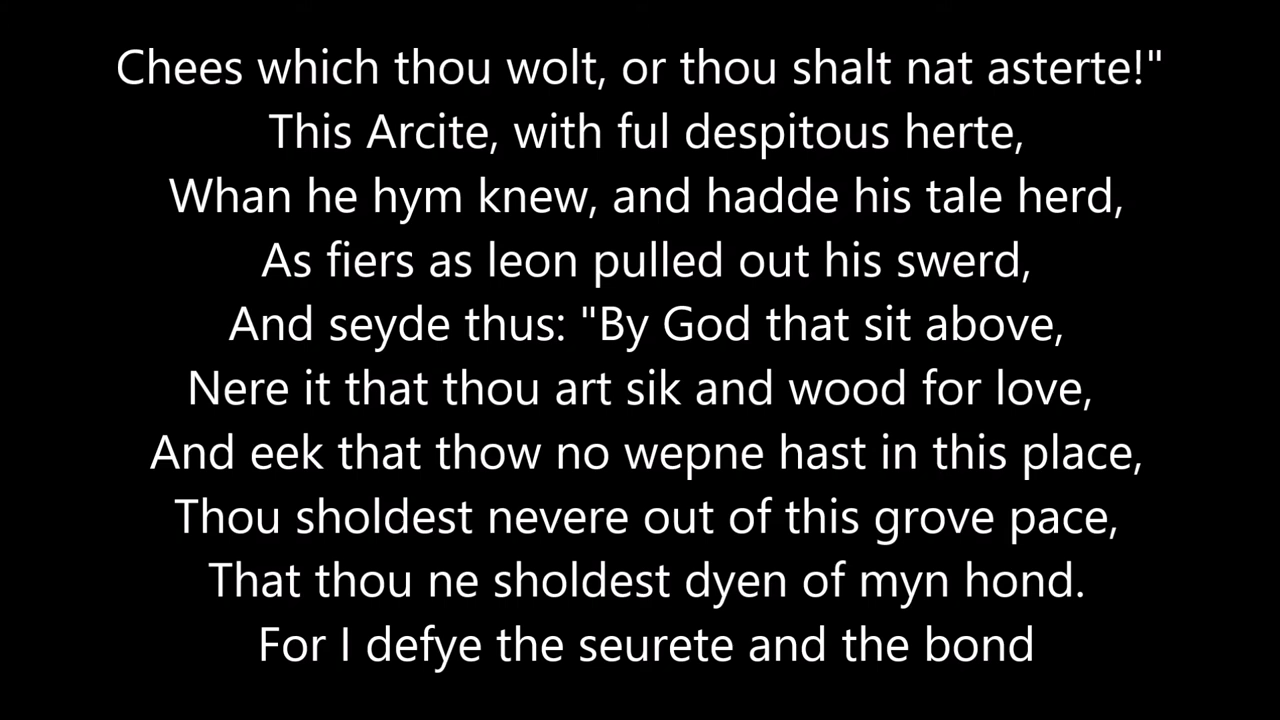 Chees which thou wolt, or thou shalt nat asterte!"
This Arcite, with ful despitous herte,
Whan he hym knew, and hadde his tale herd,
As fiers as leon pulled out his swerd,
And seyde thus: "By God that sit above,
Nere it that thou art sik and wood for love,
And eek that thow no wepne hast in this place,
Thou sholdest nevere out of this grove pace,
That thou ne sholdest dyen of myn hond.
For I defye the seurete and the bond